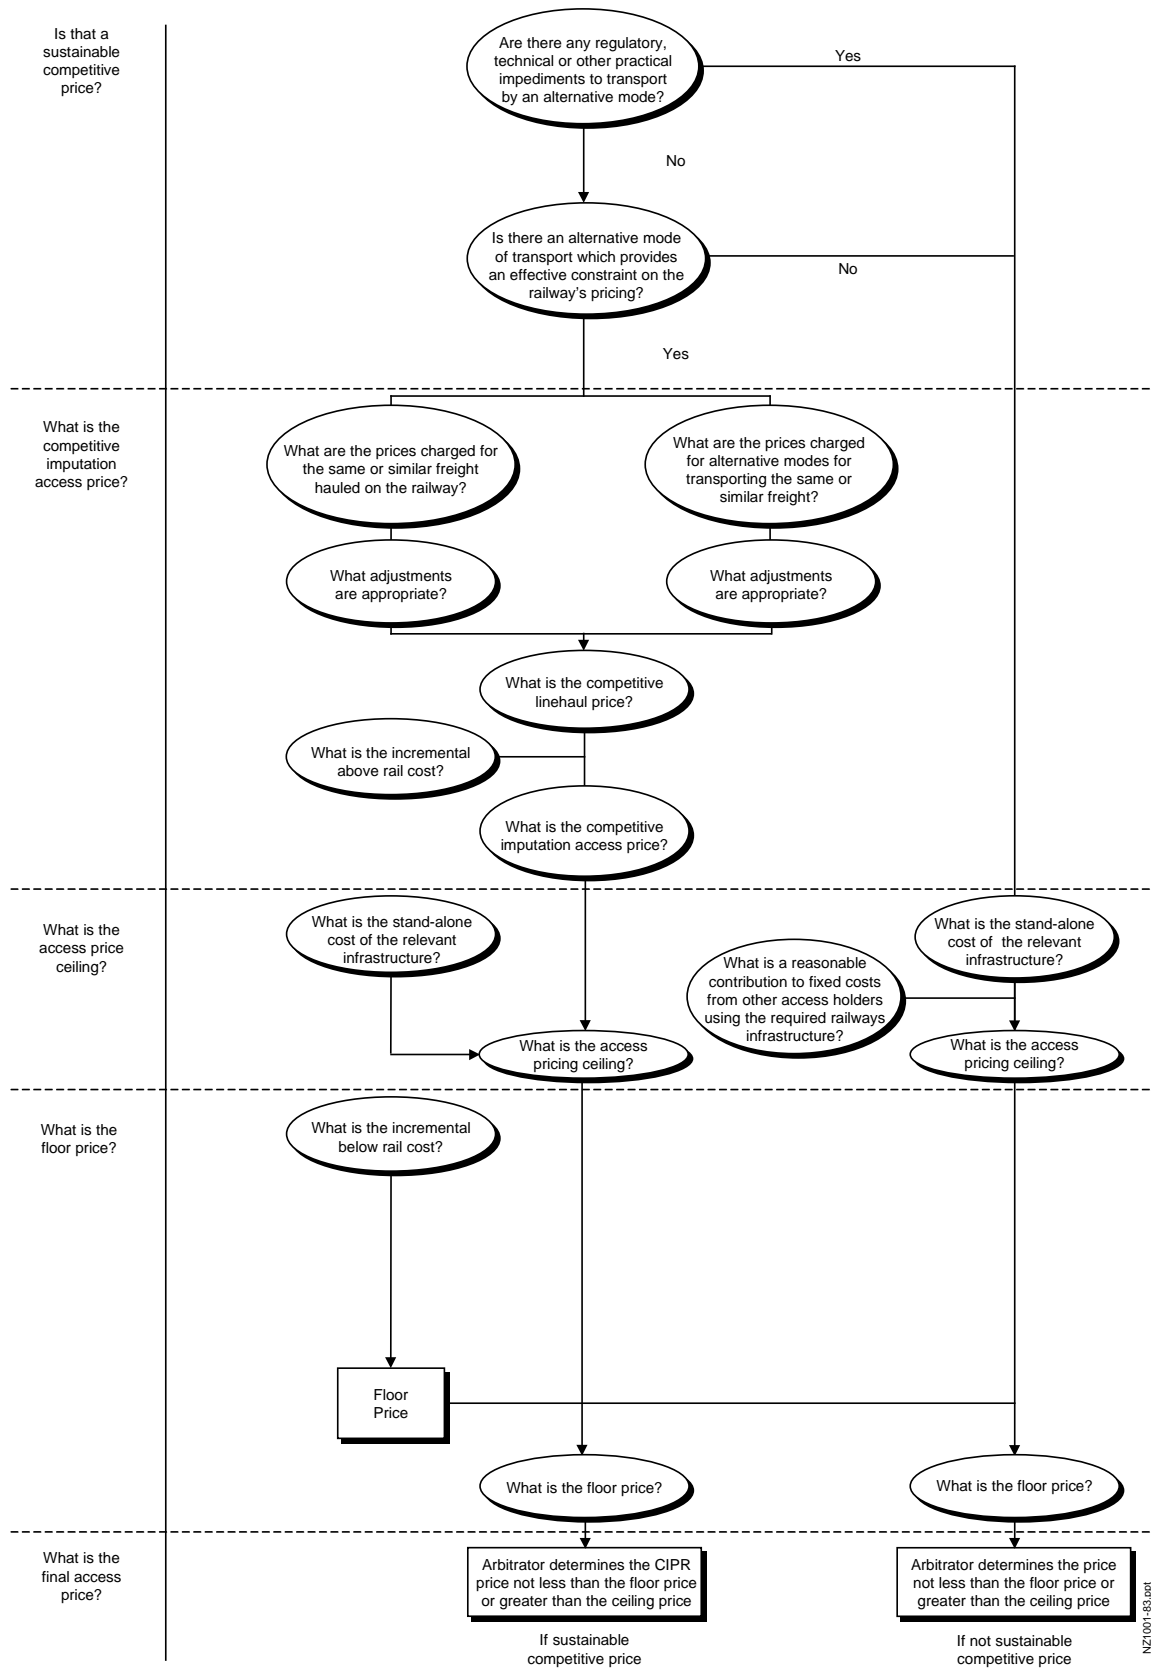 Is that a
sustainable
competitive
price?
Are there any regulatory,
technical or other practical
impediments to transport
by an alternative mode?
Yes
No
Is there an alternative mode
of transport which provides
an effective constraint on the
railway's pricing?
No
Yes
What is the
competitive
imputation
access price?
What are the prices charged for
the same or similar freight
hauled on the railway?
What are the prices charged
for alternative modes for
transporting the same or
similar freight?
What adjustments
are appropriate?
What adjustments
are appropriate?
What is the competitive
linehaul price?
What is the incremental
above rail cost?
What is the competitive
imputation access price?
What is the
access price
ceiling?
What is the stand-alone
cost of the relevant
infrastructure?
What is the stand-alone
cost of  the relevant
infrastructure?
What is a reasonable
contribution to fixed costs
from other access holders
using the required railways
infrastructure?
What is the access
pricing ceiling?
What is the access
pricing ceiling?
What is the
floor price?
What is the incremental
below rail cost?
Floor
Price
What is the floor price?
What is the floor price?
What is the
final access
price?
Arbitrator determines the CIPR
price not less than the floor price
or greater than the ceiling price
Arbitrator determines the price
not less than the floor price or
greater than the ceiling price
If sustainable
competitive price
If not sustainable
competitive price
NZ1001-83.ppt